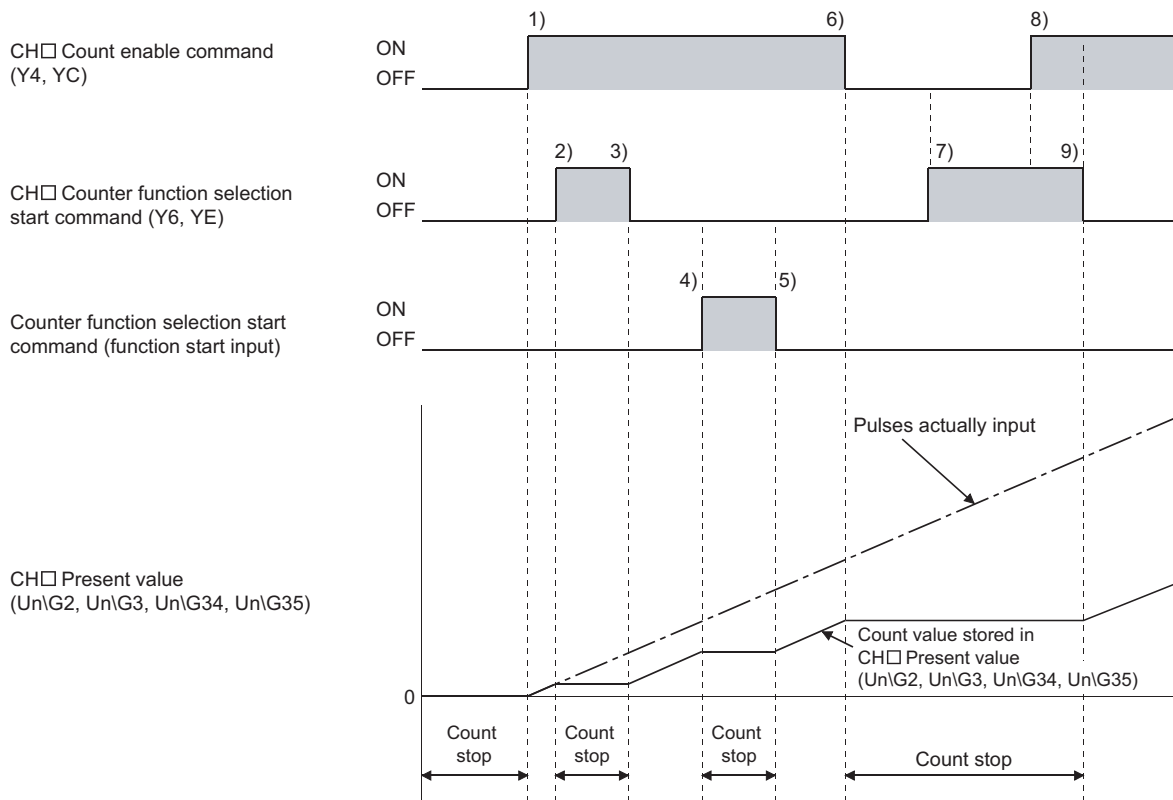 1)
6)
8)
CH□ Count enable command
(Y4, YC)
ON
OFF
2)
3)
7)
9)
CH□ Counter function selection
start command (Y6, YE)
ON
OFF
4)
5)
Counter function selection start
command (function start input)
ON
OFF
Pulses actually input
CH□ Present value
(Un\G2, Un\G3, Un\G34, Un\G35)
Count value stored in
CH□ Present value
(Un\G2, Un\G3, Un\G34, Un\G35)
0
Count
stop
Count
stop
Count
stop
Count stop